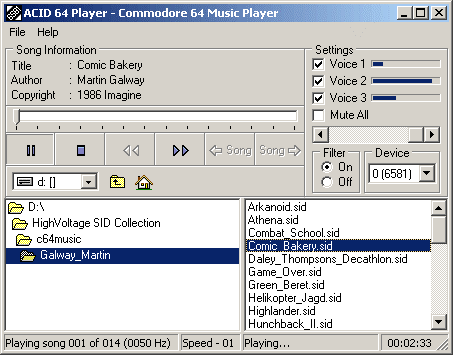 ACID 64 Player - Commodore 64 Music Player
File Help
Song Information
Title : Comic Bakery
Author : Martin Galway
Copyright : 1986 Imagine
Settings
Voice 1
Voice 2
Voice 3
Mute All
Song Song
Filter
On
Off
Device
0 (6581)
d: []
D:\
HighVoltage SID Collection
c64music
Galway_Martin
Arkanoid.sid
Athena.sid
Combat_School.sid
Comic_Bakery.sid
Daley_Thompsons_Decathlon.sid
Game_Over.sid
Green_Beret.sid
Helikopter_Jagd.sid
Highlander.sid
Hunchback_II.sid
Playing song 001 of 014 (0050 Hz) Speed - 01 Playing... 00:02:33